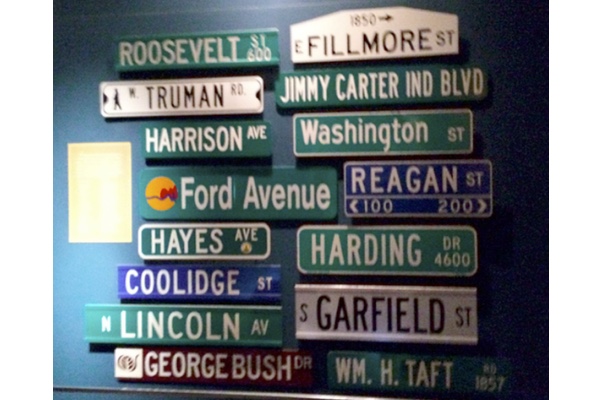 ROOSEVELT ST 600
1850
E FILLMORE ST
W. TRUMAN RD.
JIMMY CARTER IND BLVD
HARRISON AVE
Washington ST
Ford Avenue
REAGAN ST
100 200
HAYES AVE
HARDING DR 4600
COOLIDGE ST
S GARFIELD ST
N LINCOLN AV
GEORGE BUSH DR
WM. H. TAFT RD 1857